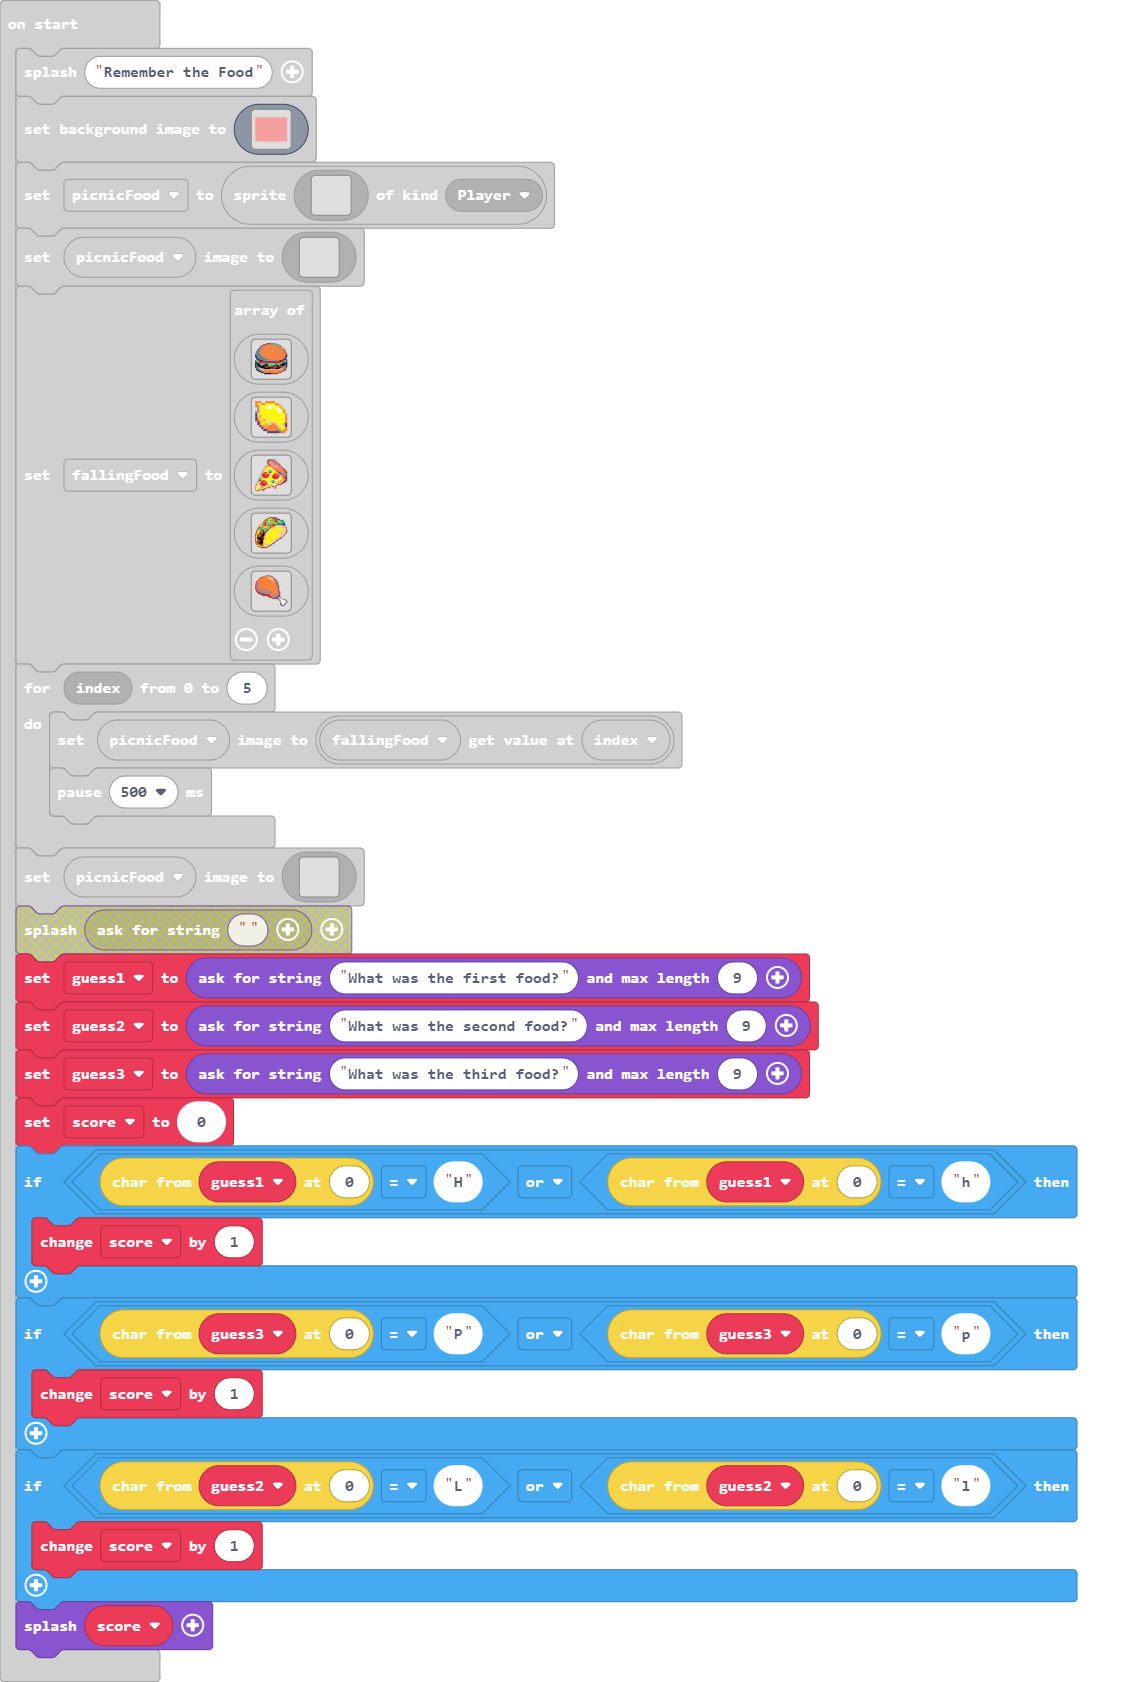 on start
splash "Remember the Food"
set background image to
set picnicFood to sprite of kind Player
set picnicFood image to
array of
set fallingFood to
for index from 0 to 5
do
set picnicFood image to fallingFood get value at index
pause 500 ms
set picnicFood image to
splash ask for string ""
set guess1 to ask for string "What was the first food?" and max length 9
set guess2 to ask for string "What was the second food?" and max length 9
set guess3 to ask for string "What was the third food?" and max length 9
set score to 0
if char from guess1 at 0 = "H" or char from guess1 at 0 = "h" then
change score by 1
if char from guess3 at 0 = "P" or char from guess3 at 0 = "p" then
change score by 1
if char from guess2 at 0 = "L" or char from guess2 at 0 = "l" then
change score by 1
splash score